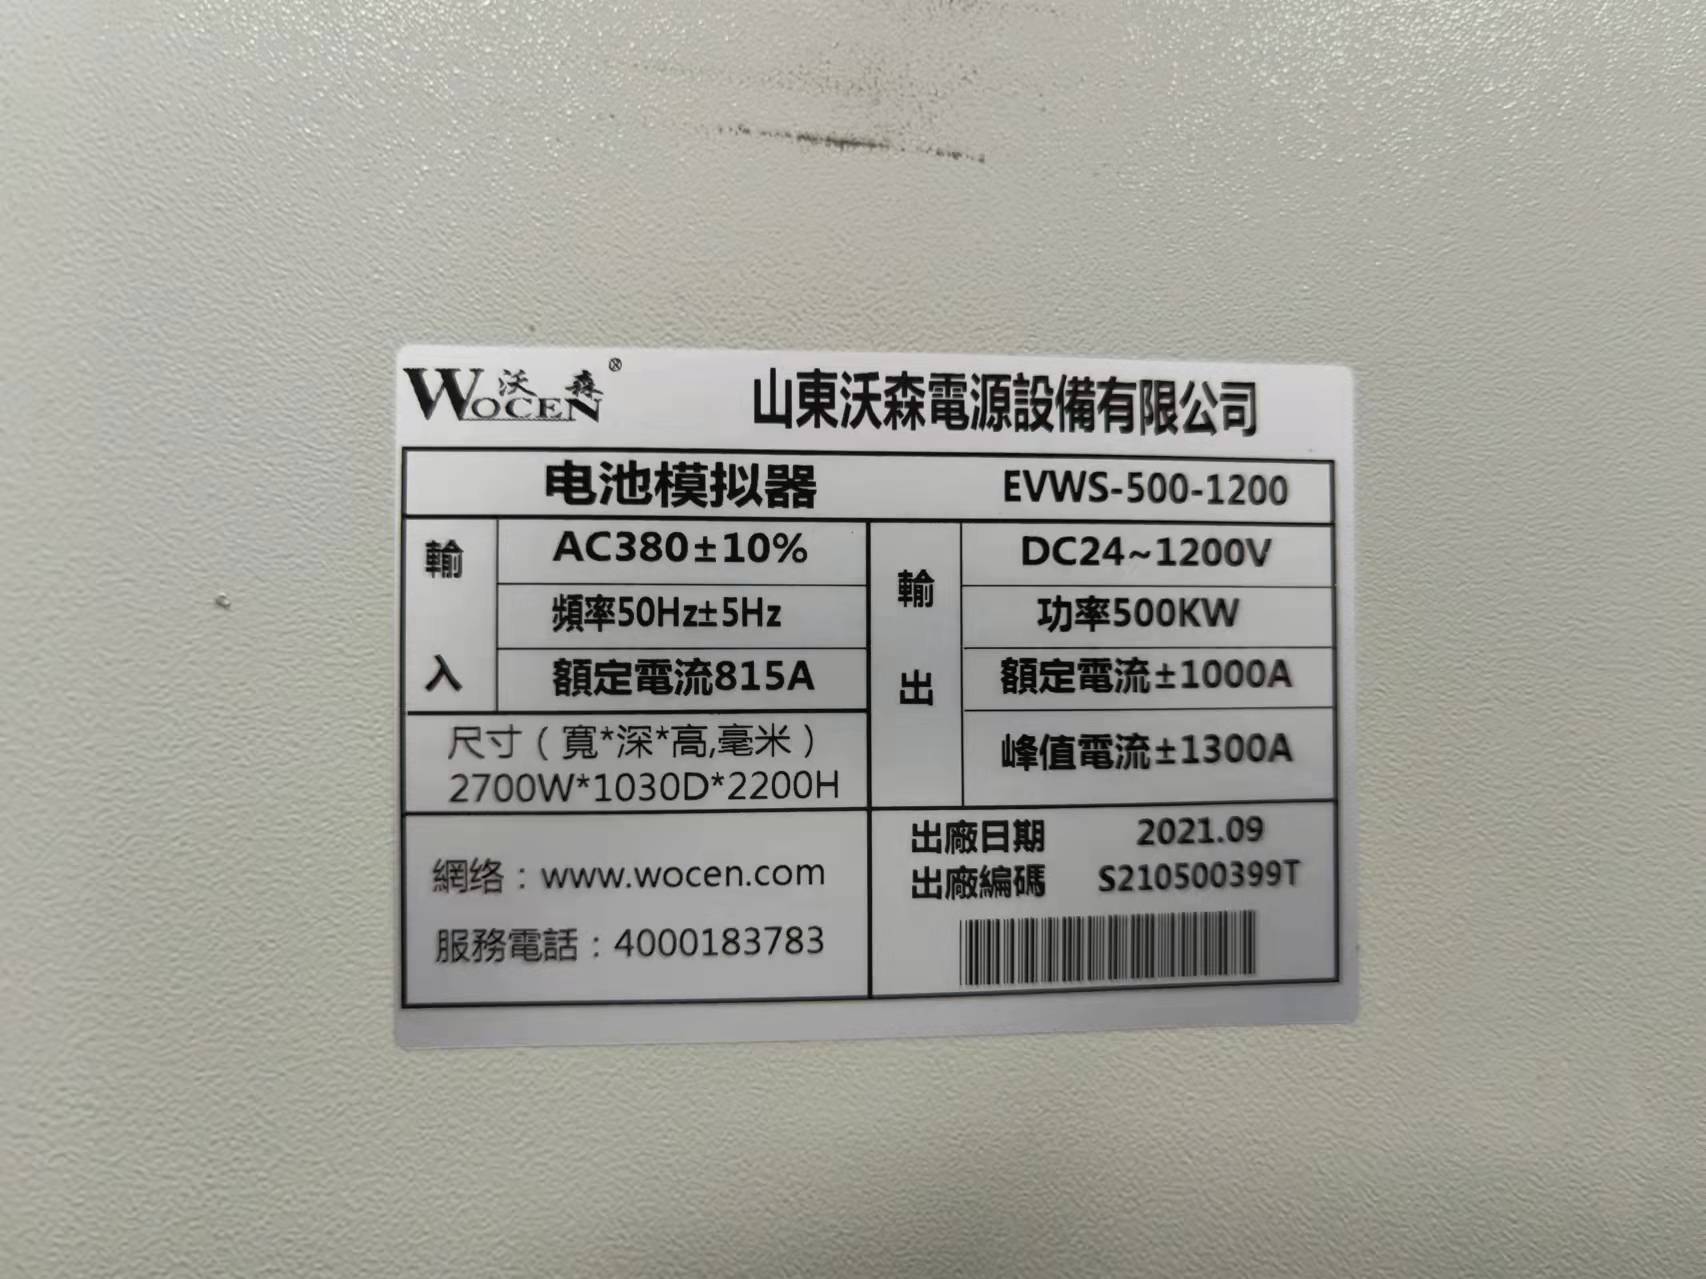 WOCEN 沃森®
山東沃森電源設備有限公司
电池模拟器 EVWS-500-1200
輸入
AC380±10%
頻率50Hz±5Hz
額定電流815A
輸出
DC24~1200V
功率500KW
額定電流±1000A
峰值電流±1300A
尺寸（寬*深*高,毫米）
2700W*1030D*2200H
網络：www.wocen.com
服務電話：4000183783
出廠日期 2021.09
出廠編碼 S210500399T